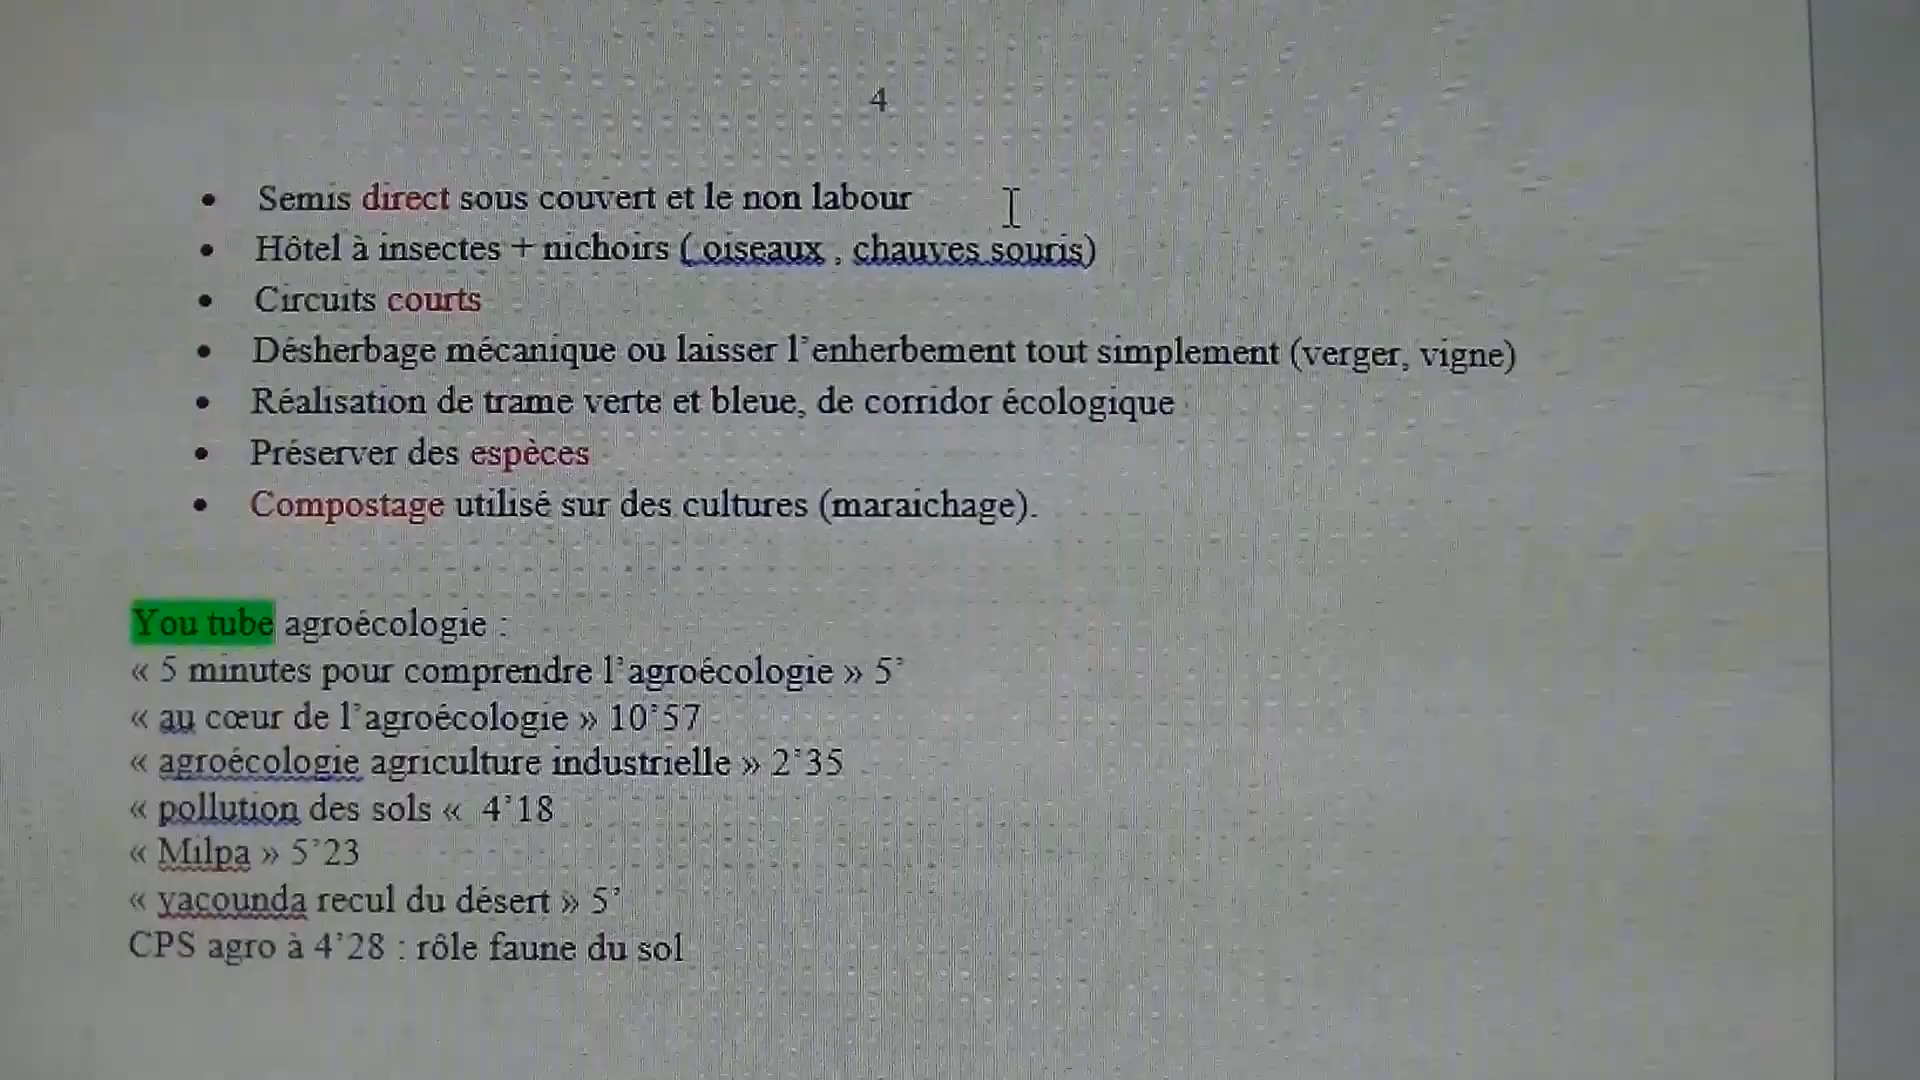 4
• Semis direct sous couvert et le non labour
• Hôtel à insectes + nichoirs ( oiseaux , chauves souris)
• Circuits courts
• Désherbage mécanique ou laisser l'enherbement tout simplement (verger, vigne)
• Réalisation de trame verte et bleue, de corridor écologique
• Préserver des espèces
• Compostage utilisé sur des cultures (maraichage).
You tube agroécologie :
« 5 minutes pour comprendre l'agroécologie » 5'
« au cœur de l'agroécologie » 10'57
« agroécologie agriculture industrielle » 2'35
« pollution des sols « 4'18
« Milpa » 5'23
« yacounda recul du désert » 5'
CPS agro à 4'28 : rôle faune du sol